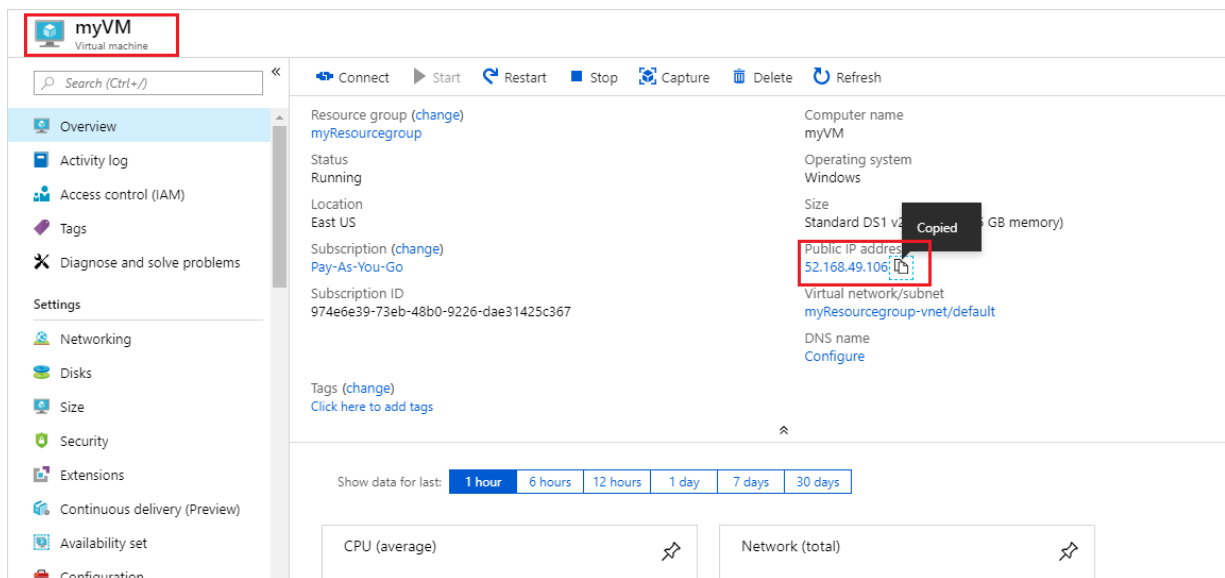 myVM
Virtual machine
Search (Ctrl+/)
«
Overview
Activity log
Access control (IAM)
Tags
Diagnose and solve problems
Settings
Networking
Disks
Size
Security
Extensions
Continuous delivery (Preview)
Availability set
Configuration
Connect Start Restart Stop Capture Delete Refresh
Resource group (change)
myResourcegroup
Status
Running
Location
East US
Subscription (change)
Pay-As-You-Go
Subscription ID
974e6e39-73eb-48b0-9226-dae31425c367
Computer name
myVM
Operating system
Windows
Size
Standard DS1 GB memory)
Copied
Public IP
52.168.49.106
Virtual network/subnet
myResourcegroup-vnet/default
DNS name
Configure
Tags (change)
Click here to add tags
Show data for last: 1 hour 6 hours 12 hours 1 day 7 days 30 days
CPU (average)
Network (total)